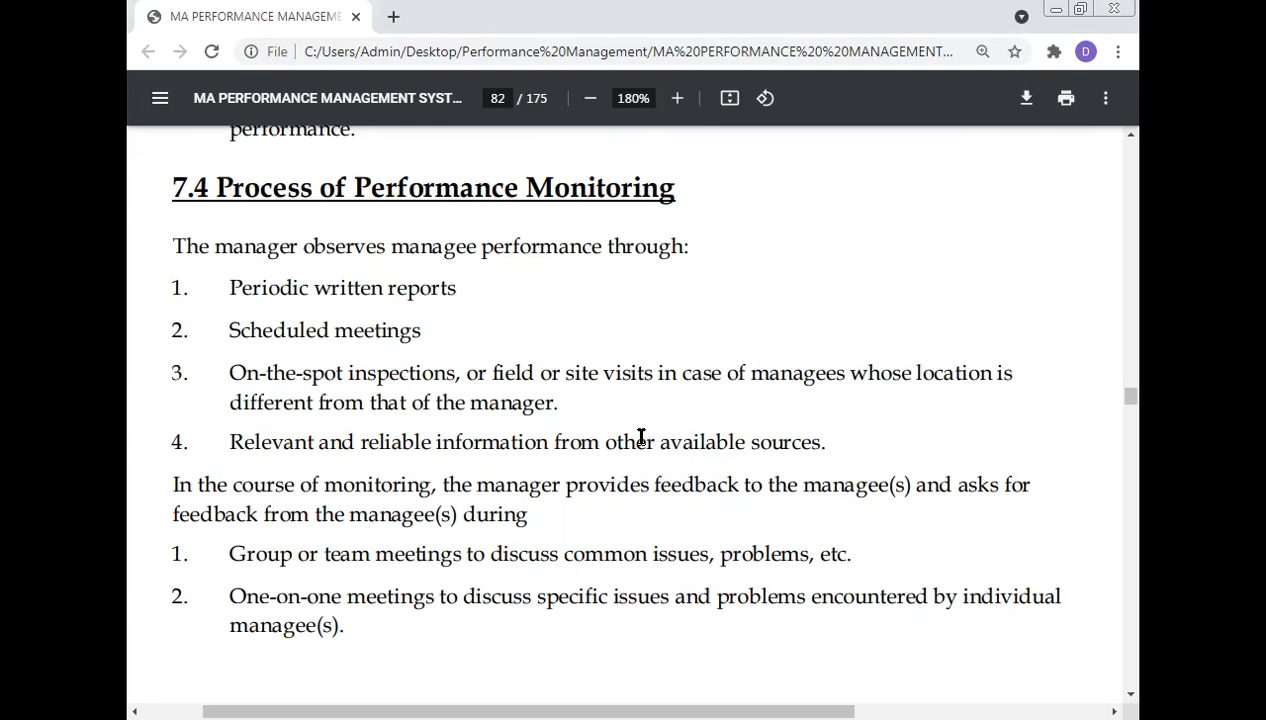 MA PERFORMANCE MANAGEME
File C:/Users/Admin/Desktop/Performance%20Management/MA%20PERFORMANCE%20%20MANAGEMENT... D
MA PERFORMANCE MANAGEMENT SYST... 82 / 175 180%
performance.
7.4 Process of Performance Monitoring
The manager observes managee performance through:
1. Periodic written reports
2. Scheduled meetings
3. On-the-spot inspections, or field or site visits in case of managees whose location is
different from that of the manager.
4. Relevant and reliable information from other available sources.
In the course of monitoring, the manager provides feedback to the managee(s) and asks for
feedback from the managee(s) during
1. Group or team meetings to discuss common issues, problems, etc.
2. One-on-one meetings to discuss specific issues and problems encountered by individual
managee(s).